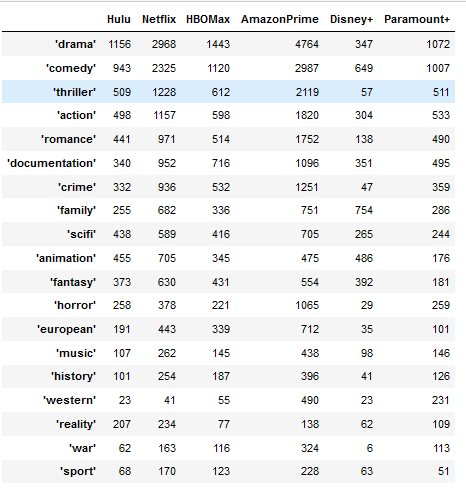 Hulu Netflix HBOMax AmazonPrime Disney+ Paramount+
'drama' 1156 2968 1443 4764 347 1072
'comedy' 943 2325 1120 2987 649 1007
'thriller' 509 1228 612 2119 57 511
'action' 498 1157 598 1820 304 533
'romance' 441 971 514 1752 138 490
'documentation' 340 952 716 1096 351 495
'crime' 332 936 532 1251 47 359
'family' 255 682 336 751 754 286
'scifi' 438 589 416 705 265 244
'animation' 455 705 345 475 486 176
'fantasy' 373 630 431 554 392 181
'horror' 258 378 221 1065 29 259
'european' 191 443 339 712 35 101
'music' 107 262 145 438 98 146
'history' 101 254 187 396 41 126
'western' 23 41 55 490 23 231
'reality' 207 234 77 138 62 109
'war' 62 163 116 324 6 113
'sport' 68 170 123 228 63 51